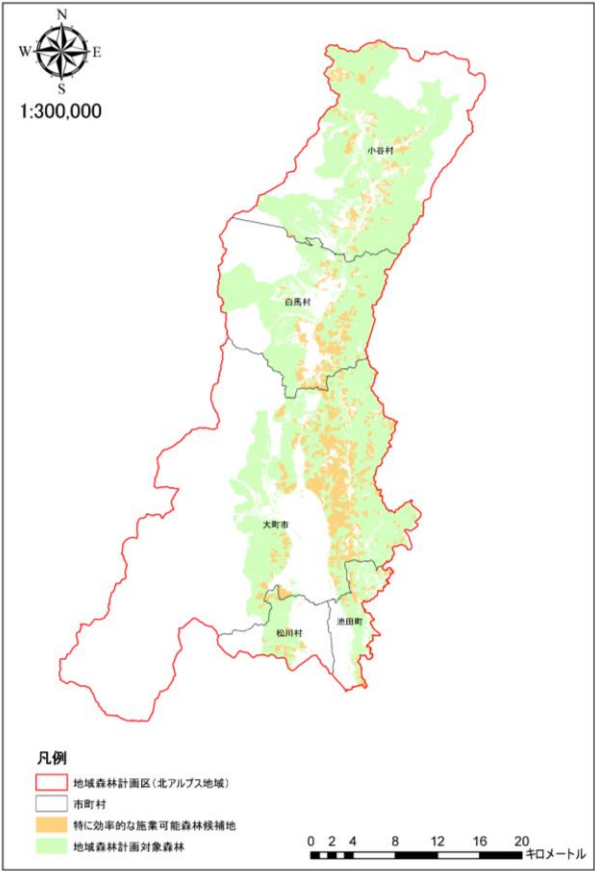 N
W E
S
1:300,000
小谷村
白馬村
大町市
池田町
松川村
凡例
地域森林計画区(北アルプス地域)
市町村
特に効率的な施業可能森林候補地
地域森林計画対象森林
0 2 4 8 12 16 20
キロメートル